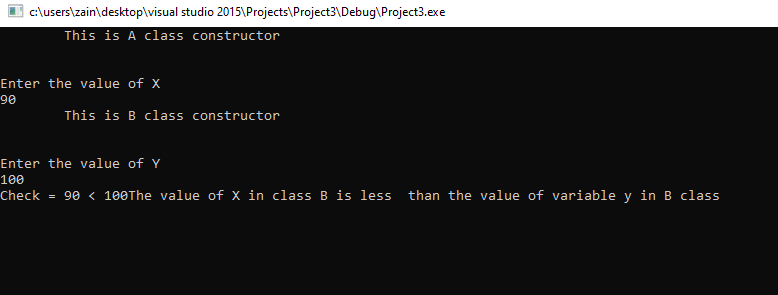 c:\users\zain\desktop\visual studio 2015\Projects\Project3\Debug\Project3.exe
This is A class constructor
Enter the value of X
90
This is B class constructor
Enter the value of Y
100
Check = 90 < 100The value of X in class B is less  than the value of variable y in B class